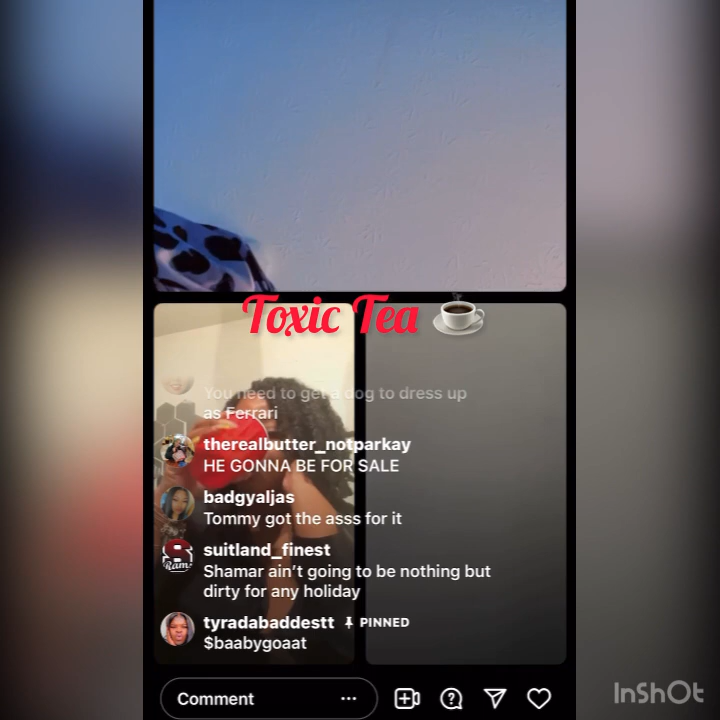 Toxic Tea
You need to get a dog to dress up
as Ferrari
therealbutter_notparkay
HE GONNA BE FOR SALE
badgyaljas
Tommy got the asss for it
suitland_finest
Rams
Shamar ain’t going to be nothing but
dirty for any holiday
tyradabaddestt PINNED
$baabygoaat
Comment
InShOt